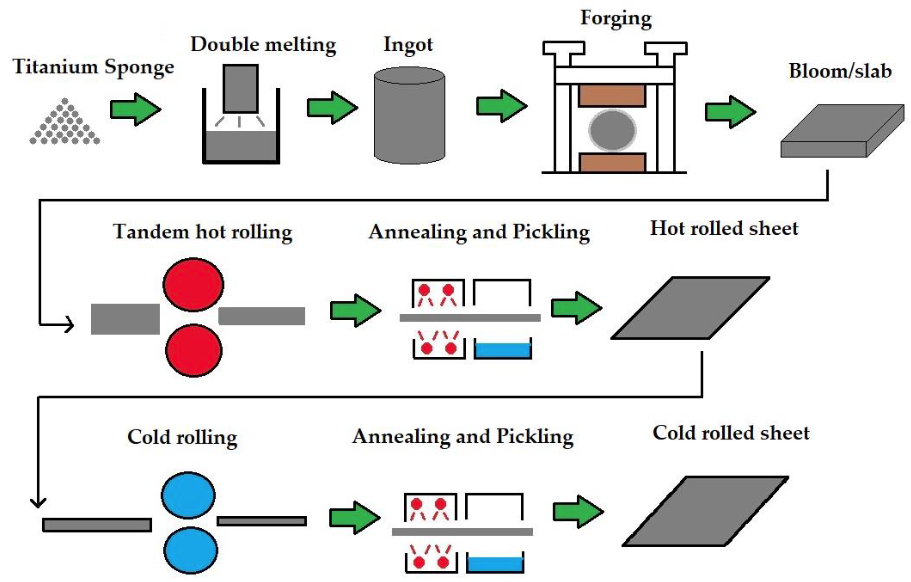 Titanium Sponge
Double melting
Ingot
Forging
Bloom/slab
Tandem hot rolling
Annealing and Pickling
Hot rolled sheet
Cold rolling
Annealing and Pickling
Cold rolled sheet